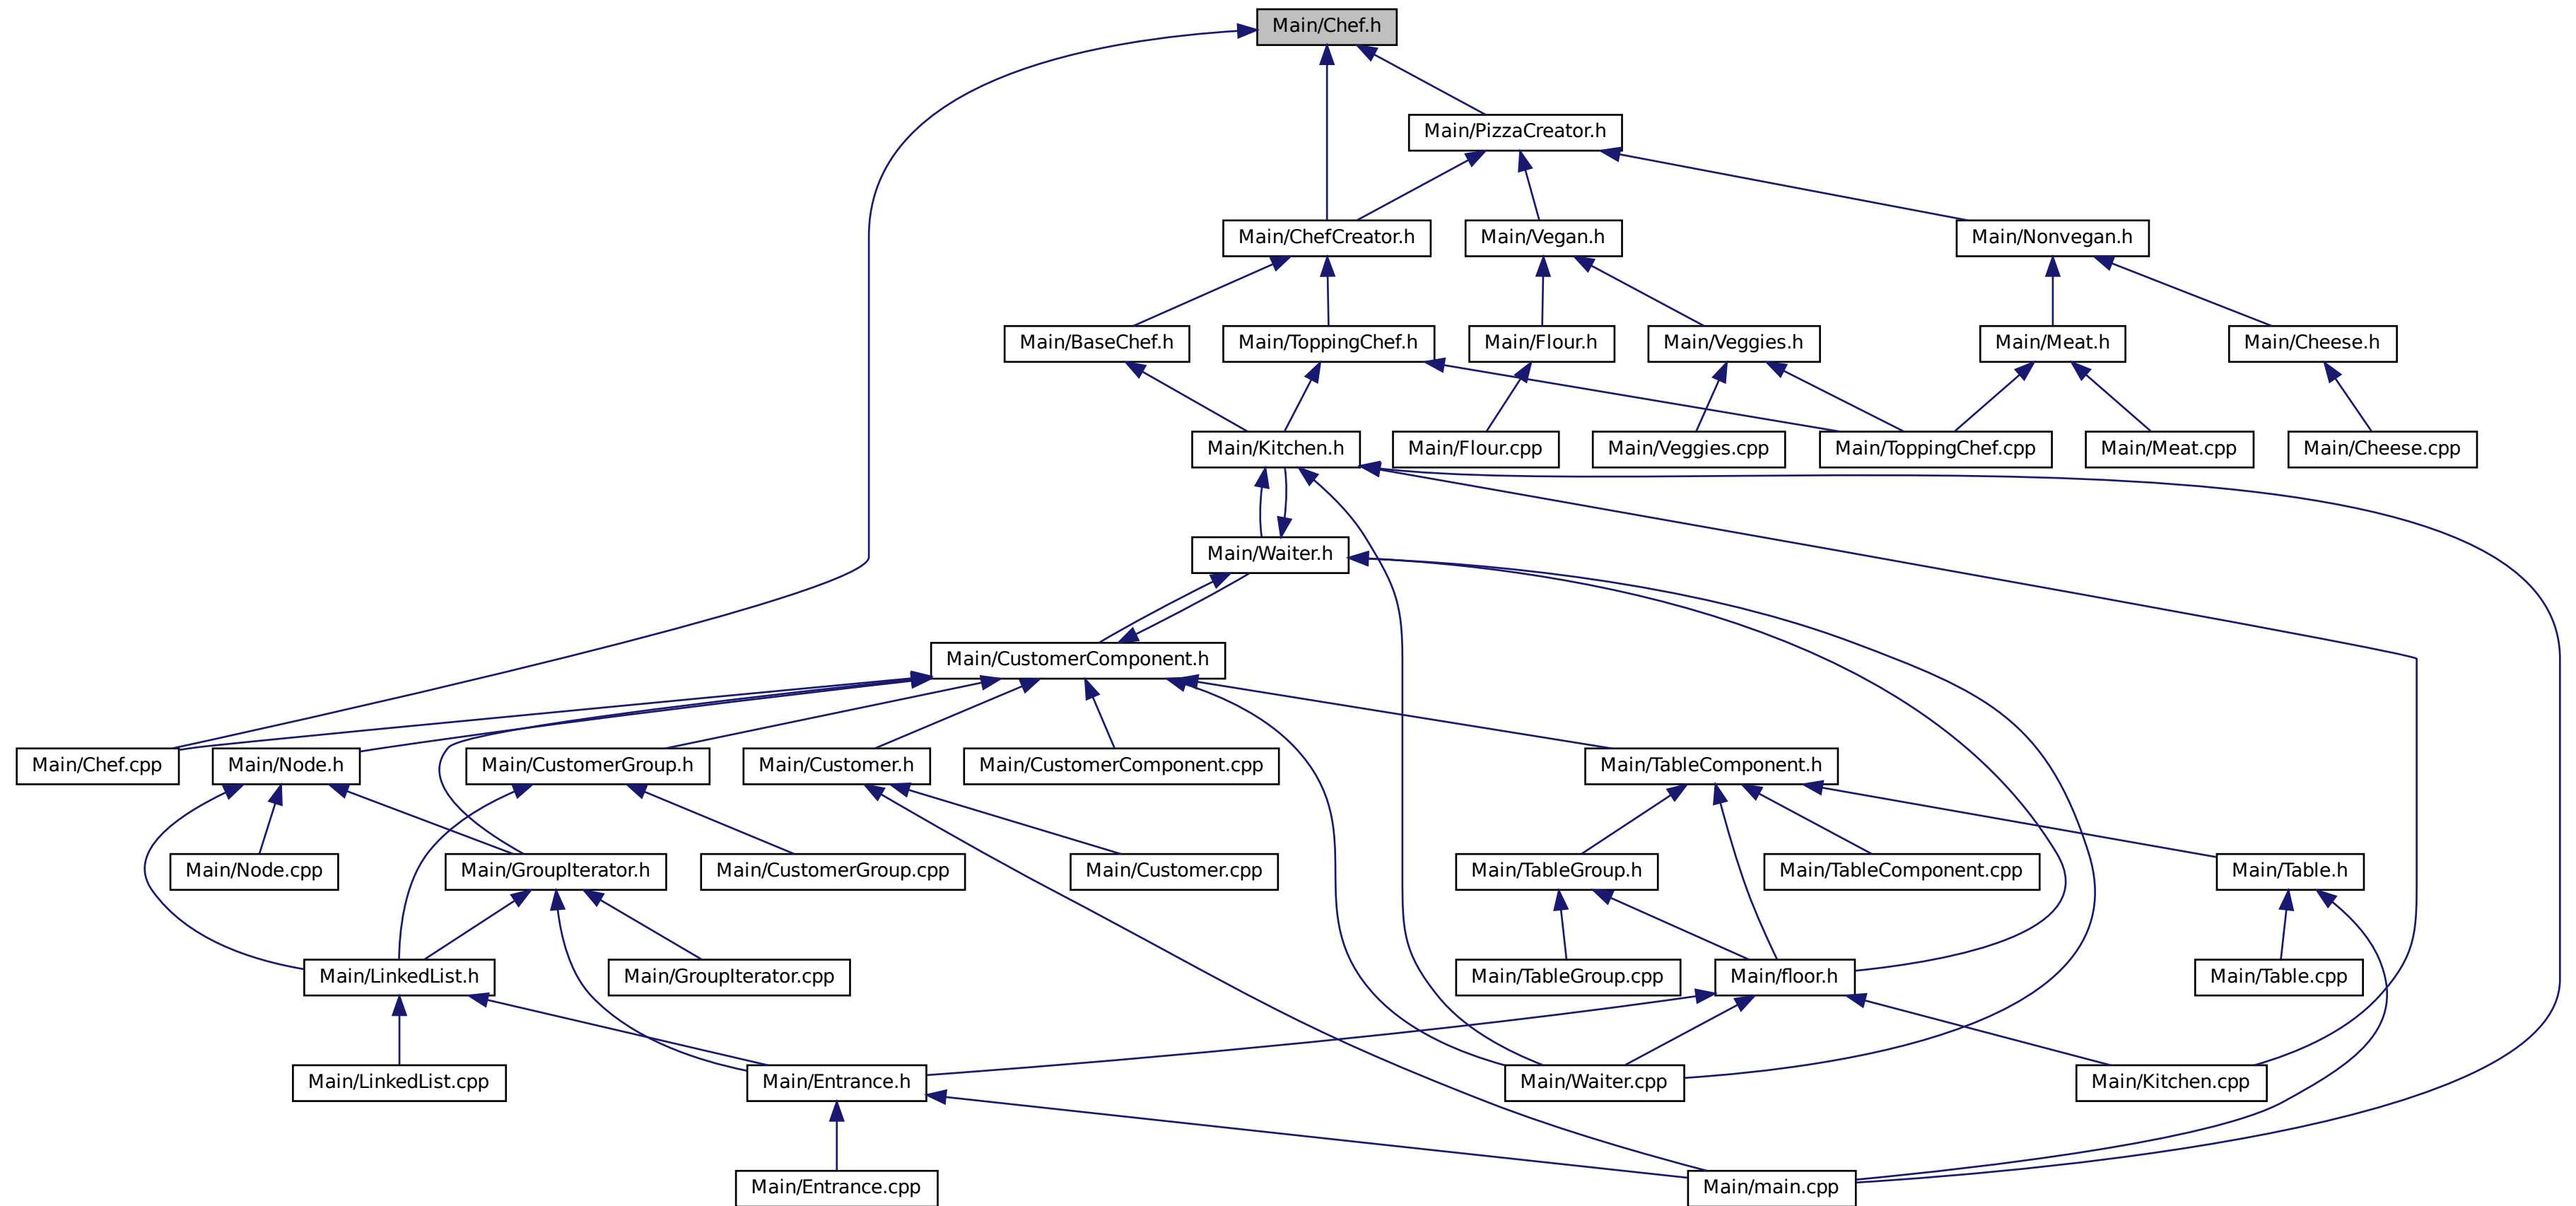 Main/Chef.h
Main/PizzaCreator.h
Main/ChefCreator.h
Main/Vegan.h
Main/Nonvegan.h
Main/BaseChef.h
Main/ToppingChef.h
Main/Flour.h
Main/Veggies.h
Main/Meat.h
Main/Cheese.h
Main/Kitchen.h
Main/Flour.cpp
Main/Veggies.cpp
Main/ToppingChef.cpp
Main/Meat.cpp
Main/Cheese.cpp
Main/Waiter.h
Main/CustomerComponent.h
Main/Chef.cpp
Main/Node.h
Main/CustomerGroup.h
Main/Customer.h
Main/CustomerComponent.cpp
Main/TableComponent.h
Main/Node.cpp
Main/GroupIterator.h
Main/CustomerGroup.cpp
Main/Customer.cpp
Main/TableGroup.h
Main/TableComponent.cpp
Main/Table.h
Main/LinkedList.h
Main/GroupIterator.cpp
Main/TableGroup.cpp
Main/floor.h
Main/Table.cpp
Main/LinkedList.cpp
Main/Entrance.h
Main/Waiter.cpp
Main/Kitchen.cpp
Main/Entrance.cpp
Main/main.cpp